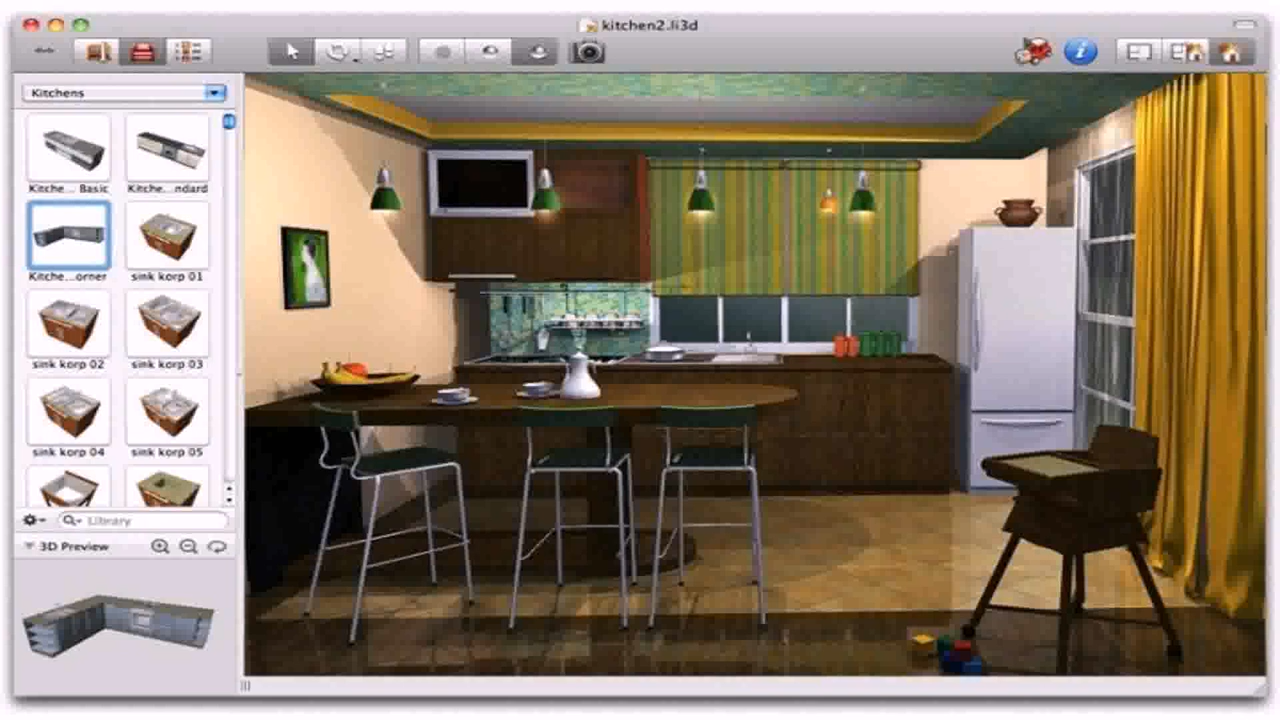 kitchen2.li3d
Kitchens
Kitche... Basic
Kitche...ndard
Kitche...orner
sink korp 01
sink korp 02
sink korp 03
sink korp 04
sink korp 05
Library
3D Preview